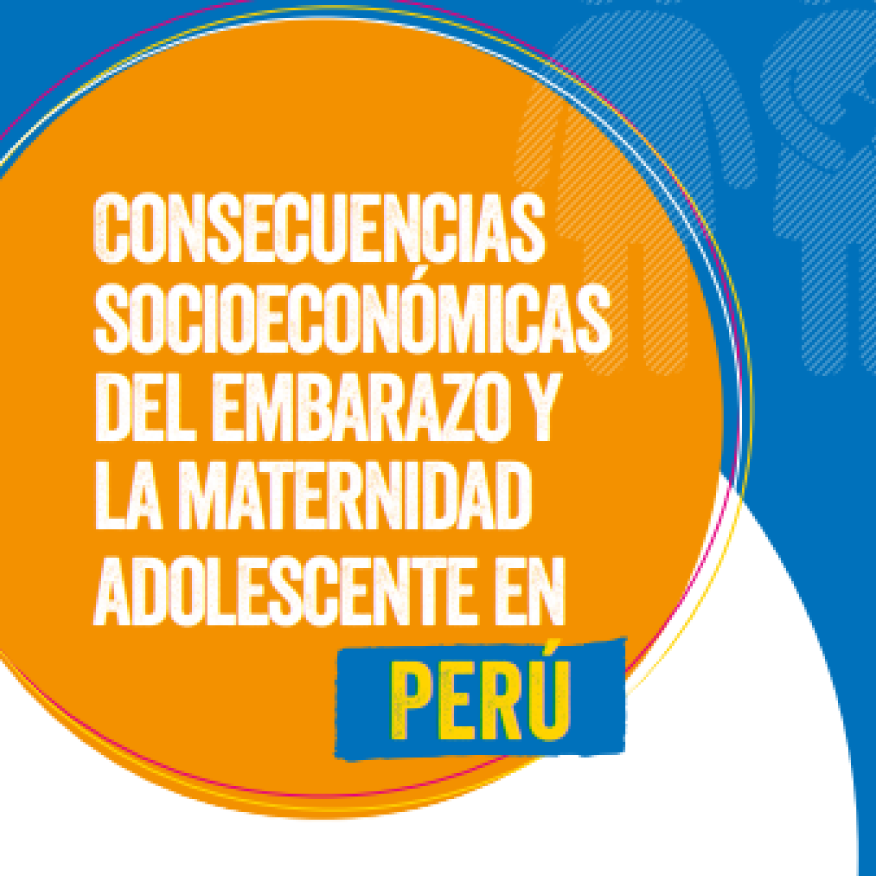 CONSECUENCIAS
SOCIOECONÓMICAS
DEL EMBARAZO Y
LA MATERNIDAD
ADOLESCENTE EN
PERÚ